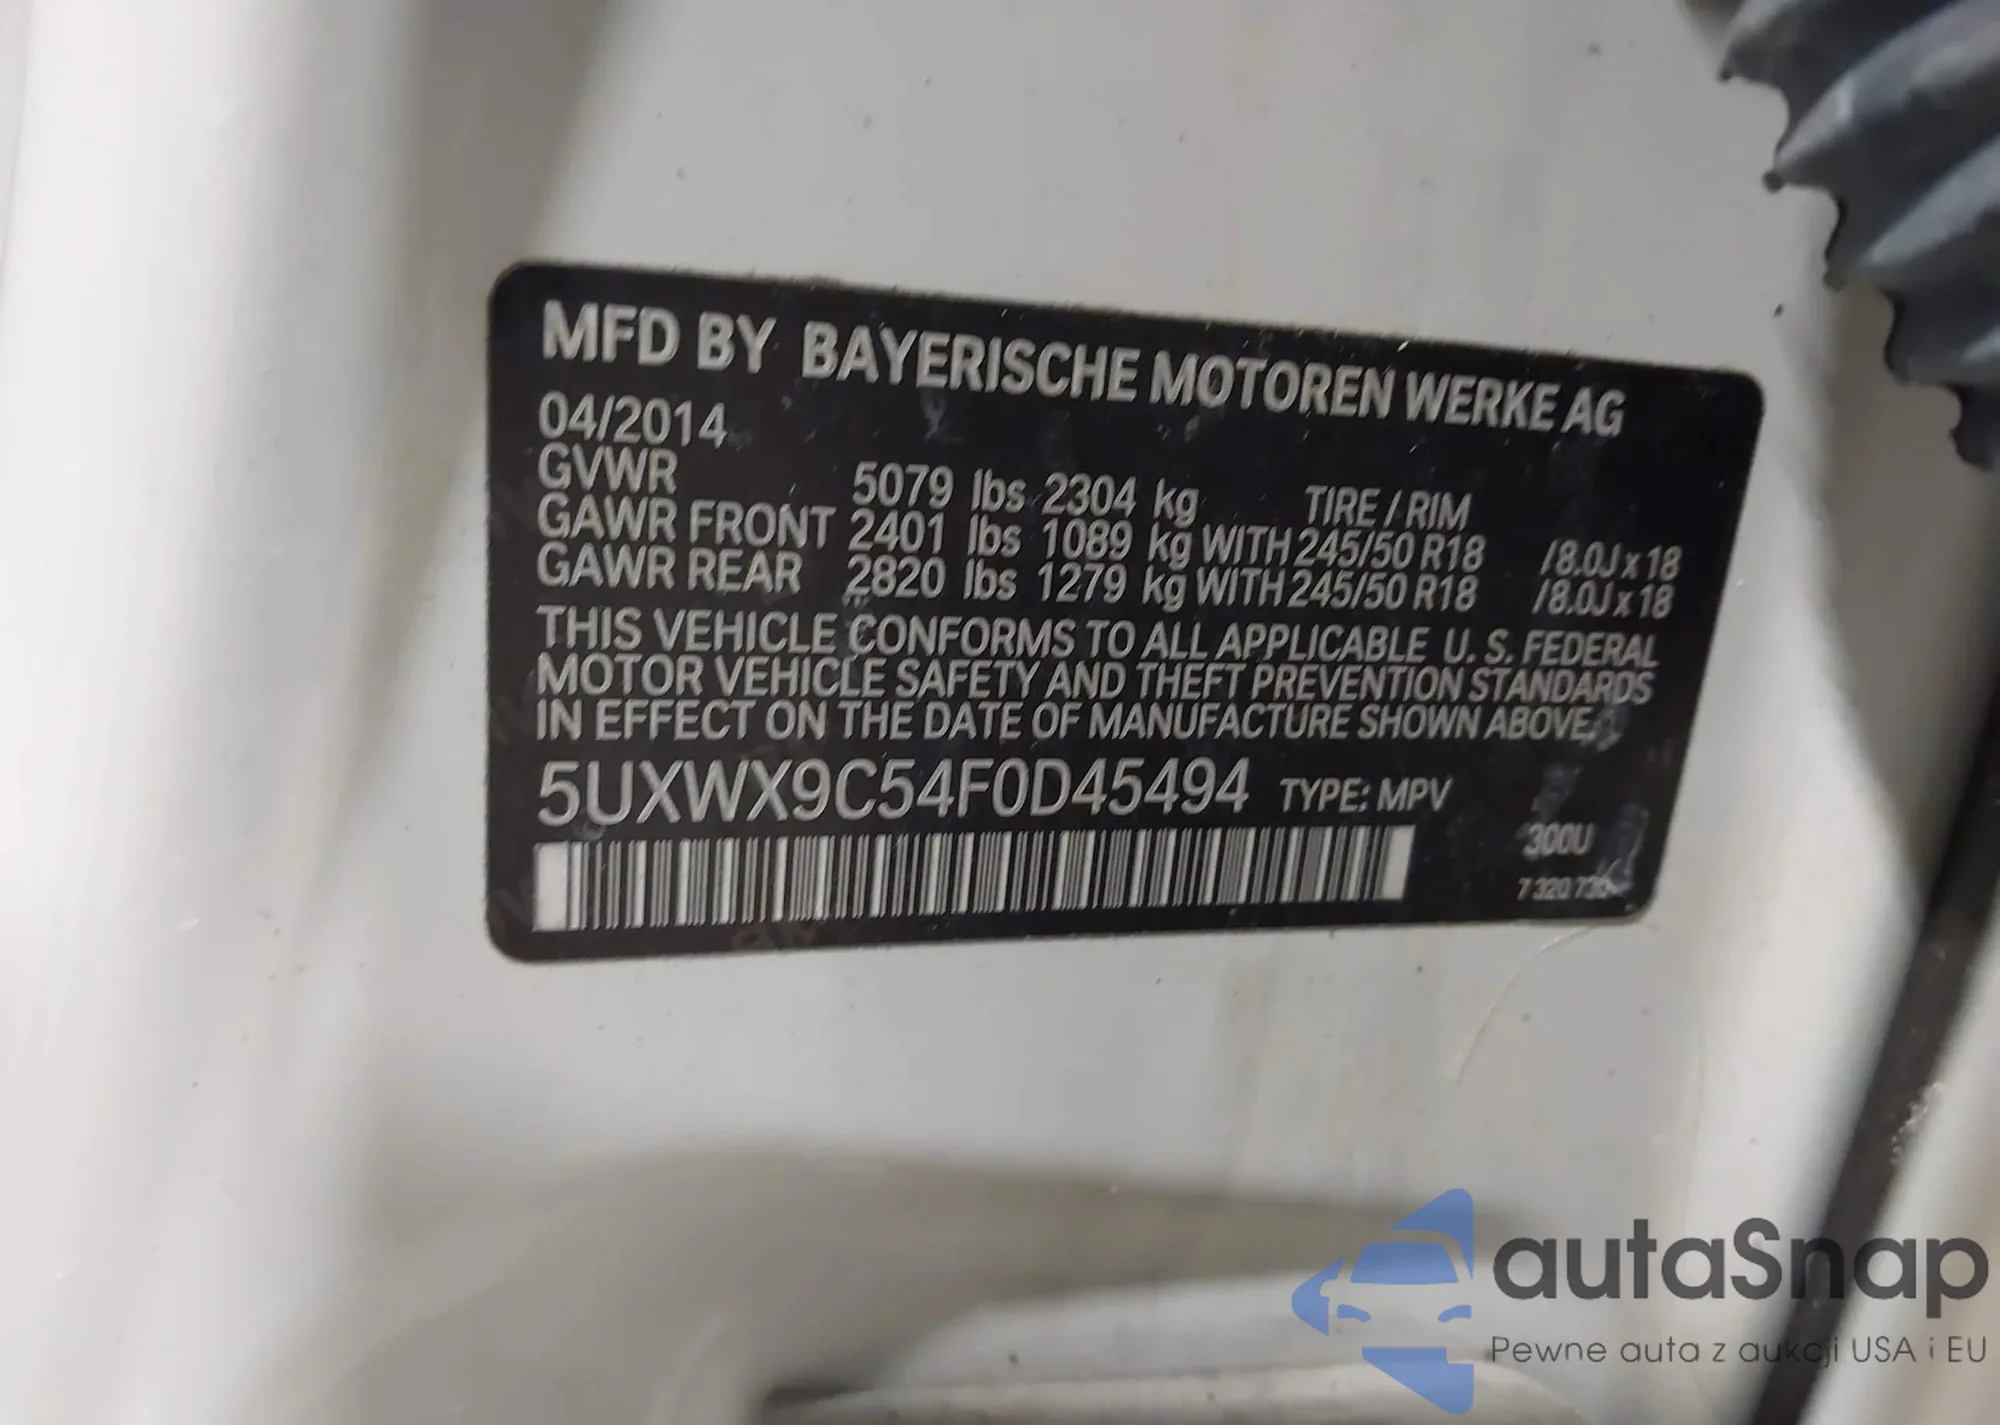 MFD BY BAYERISCHE MOTOREN WERKE AG
04/2014
GVWR 5079 lbs 2304 kg TIRE / RIM
GAWR FRONT 2401 lbs 1089 kg WITH 245/50 R18 /8.0J x 18
GAWR REAR 2820 lbs 1279 kg WITH 245/50 R18 /8.0J x 18
THIS VEHICLE CONFORMS TO ALL APPLICABLE U. S. FEDERAL
MOTOR VEHICLE SAFETY AND THEFT PREVENTION STANDARDS
IN EFFECT ON THE DATE OF MANUFACTURE SHOWN ABOVE.
5UXWX9C54F0D45494 TYPE: MPV
300U
7 320
autaSnap
Pewne auta z aukcji USA i EU